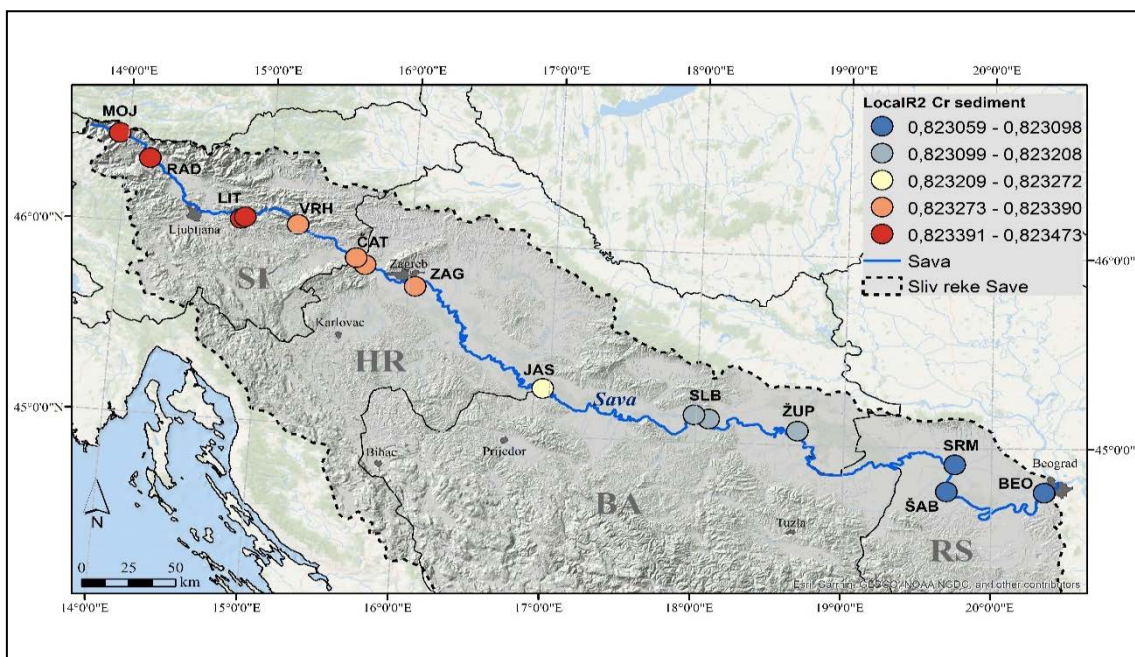 14°0'0"E 15°0'0"E 16°0'0"E 17°0'0"E 18°0'0"E 19°0'0"E 20°0'0"E
LocalR2 Cr sediment
0,823059 - 0,823098
0,823099 - 0,823208
0,823209 - 0,823272
0,823273 - 0,823390
0,823391 - 0,823473
Sava
Sliv reke Save
MOJ
RAD
LIT
VRH
46°0'0"N
Ljubljana
ČAT
46°0'0"N
Zagreb
ZAG
SI
Karlovac
HR
JAS
Sava
SLB
ŽUP
45°0'0"N
SRM
45°0'0"N
Bihac
Prijedor
Beograd
BEO
ŠAB
BA
Tuzla
RS
N
0 25 50
km
Esri, Garmin, GEBCO, NOAA NGDC, and other contributors
14°0'0"E 15°0'0"E 16°0'0"E 17°0'0"E 18°0'0"E 19°0'0"E 20°0'0"E